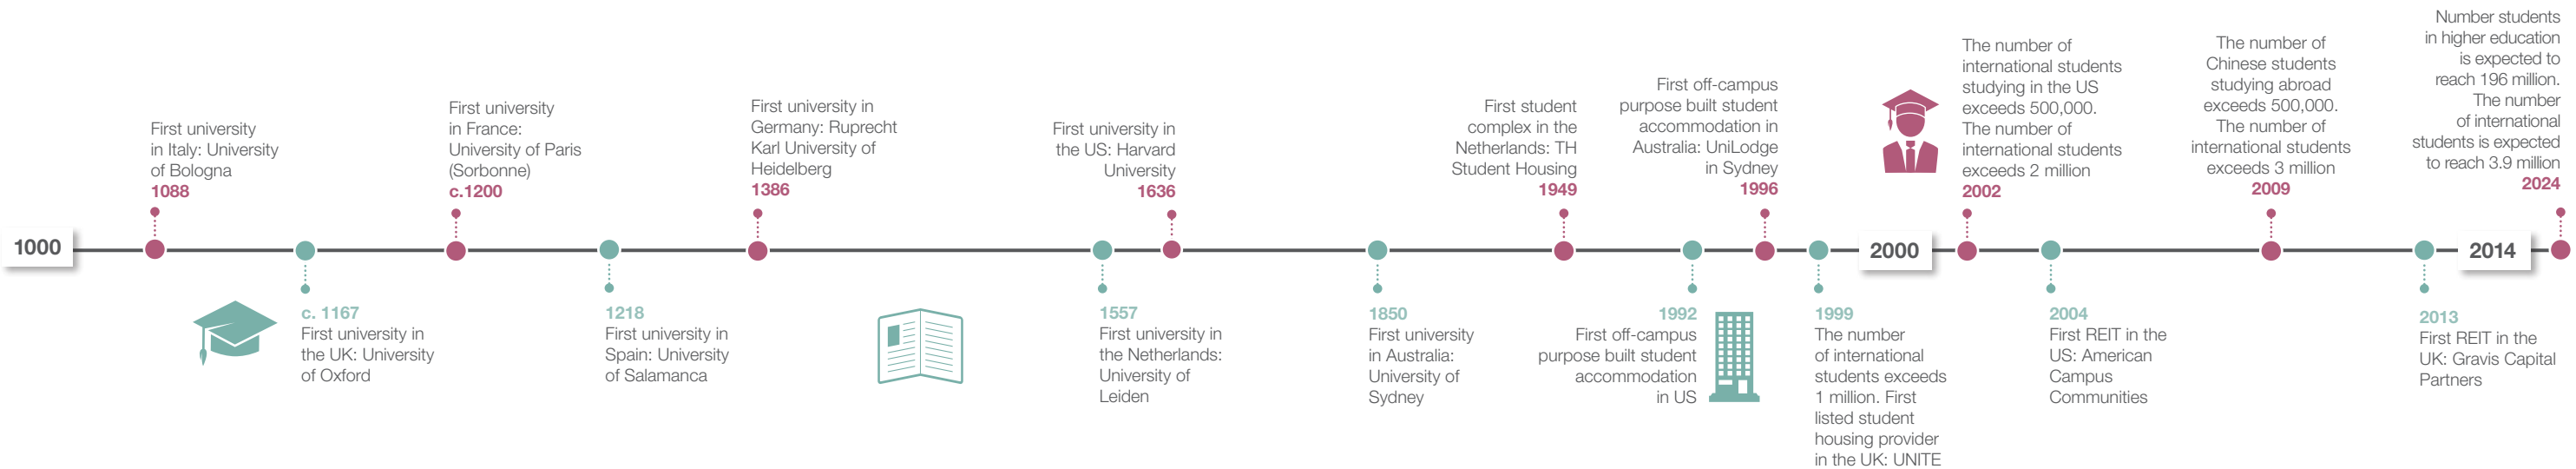 1000
First university
in Italy: University
of Bologna
1088
c. 1167
First university in
the UK: University
of Oxford
First university
in France:
University of Paris
(Sorbonne)
c.1200
1218
First university in
Spain: University
of Salamanca
First university in
Germany: Ruprecht
Karl University of
Heidelberg
1386
1557
First university in
the Netherlands:
University of
Leiden
First university in
the US: Harvard
University
1636
1850
First university
in Australia:
University of
Sydney
First student
complex in the
Netherlands: TH
Student Housing
1949
1992
First off-campus
purpose built student
accommodation
in US
First off-campus
purpose built student
accommodation in
Australia: UniLodge
in Sydney
1996
1999
The number
of international
students exceeds
1 million. First
listed student
housing provider
in the UK: UNITE
2000
The number of
international students
studying in the US
exceeds 500,000.
The number of
international students
exceeds 2 million
2002
2004
First REIT in the
US: American
Campus
Communities
The number of
Chinese students
studying abroad
exceeds 500,000.
The number of
international students
exceeds 3 million
2009
2013
First REIT in the
UK: Gravis Capital
Partners
2014
Number students
in higher education
is expected to
reach 196 million.
The number
of international
students is expected
to reach 3.9 million
2024